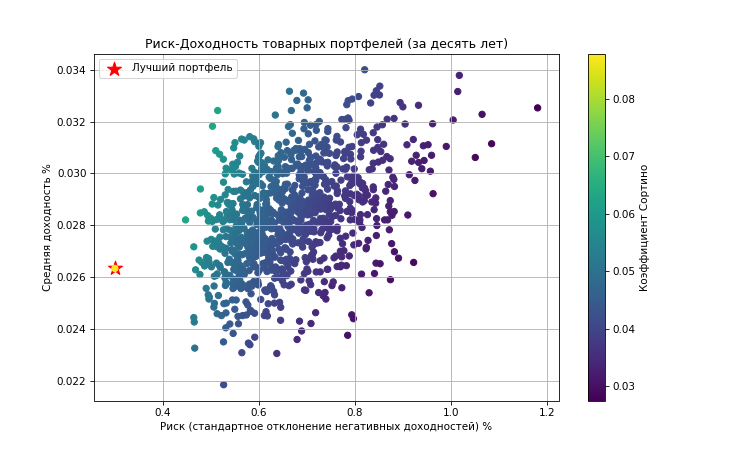 Риск-Доходность товарных портфелей (за десять лет)
Лучший портфель
Средняя доходность %
0.034
0.032
0.030
0.028
0.026
0.024
0.022
0.4 0.6 0.8 1.0 1.2
Риск (стандартное отклонение негативных доходностей) %
0.08
0.07
0.06
0.05
0.04
0.03
Коэффициент Сортино